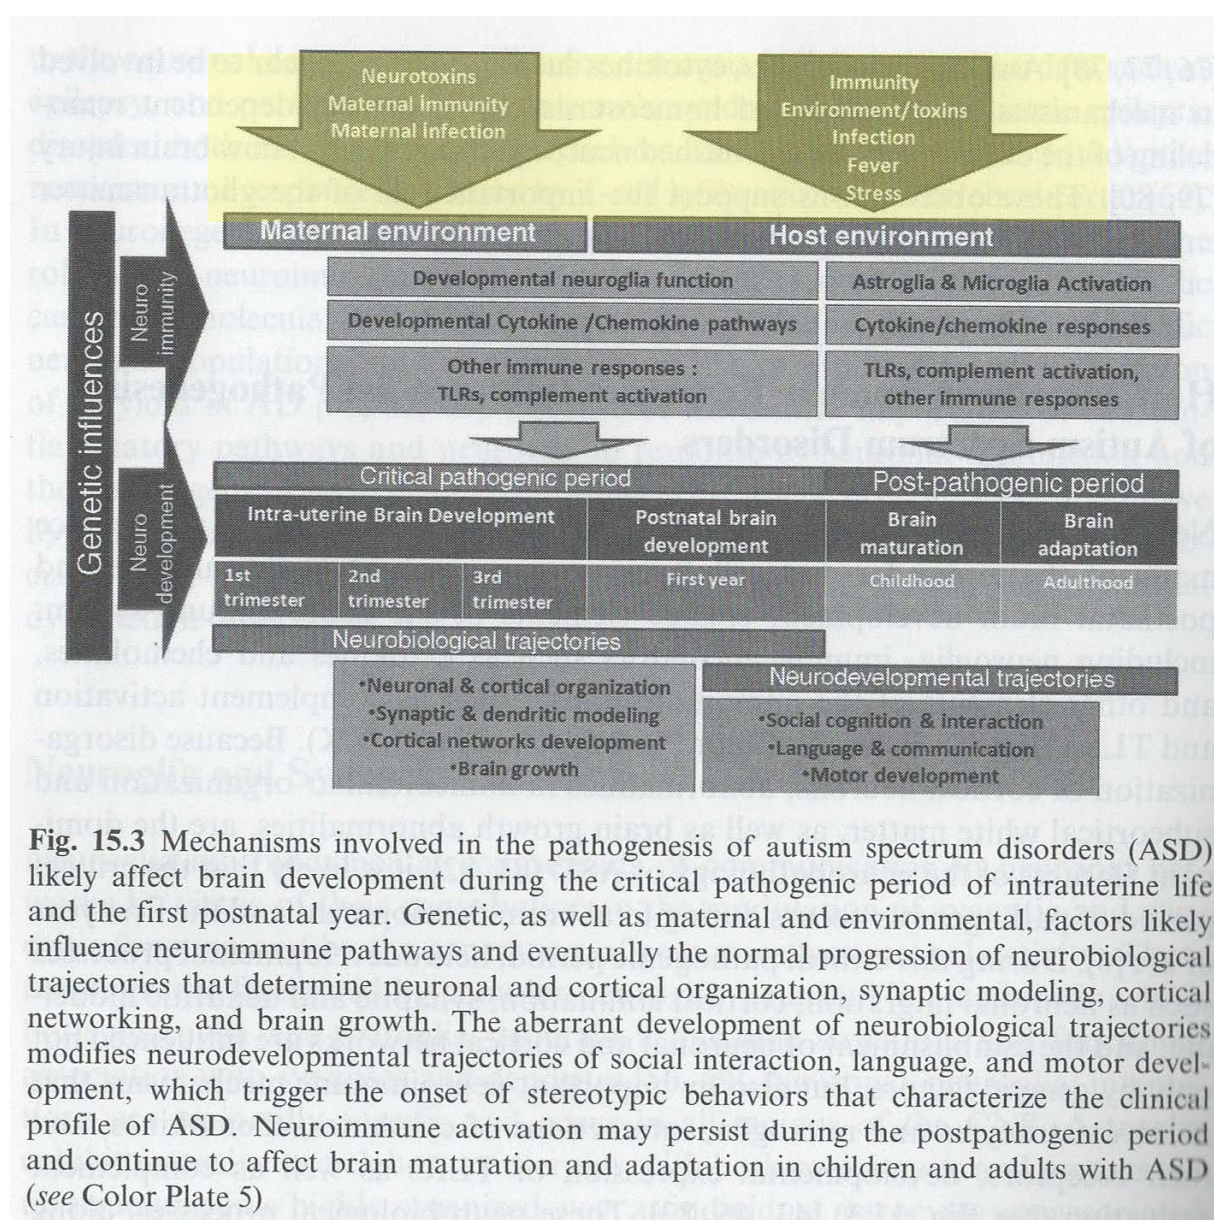 Neurotoxins
Maternal immunity
Maternal infection
Immunity
Environment/toxins
Infection
Fever
Stress
Maternal environment
Host environment
Genetic influences
Neuro
immunity
Neuro
development
Developmental neuroglia function
Astroglia & Microglia Activation
Developmental Cytokine /Chemokine pathways
Cytokine/chemokine responses
Other immune responses :
TLRs, complement activation
TLRs, complement activation,
other immune responses
Critical pathogenic period
Post-pathogenic period
Intra-uterine Brain Development
Postnatal brain
development
Brain
maturation
Brain
adaptation
1st
trimester
2nd
trimester
3rd
trimester
First year
Childhood
Adulthood
Neurobiological trajectories
•Neuronal & cortical organization
•Synaptic & dendritic modeling
•Cortical networks development
•Brain growth
Neurodevelopmental trajectories
•Social cognition & interaction
•Language & communication
•Motor development
Fig. 15.3 Mechanisms involved in the pathogenesis of autism spectrum disorders (ASD)
likely affect brain development during the critical pathogenic period of intrauterine life
and the first postnatal year. Genetic, as well as maternal and environmental, factors likely
influence neuroimmune pathways and eventually the normal progression of neurobiological
trajectories that determine neuronal and cortical organization, synaptic modeling, cortical
networking, and brain growth. The aberrant development of neurobiological trajectories
modifies neurodevelopmental trajectories of social interaction, language, and motor devel-
opment, which trigger the onset of stereotypic behaviors that characterize the clinical
profile of ASD. Neuroimmune activation may persist during the postpathogenic period
and continue to affect brain maturation and adaptation in children and adults with ASD
(see Color Plate 5)